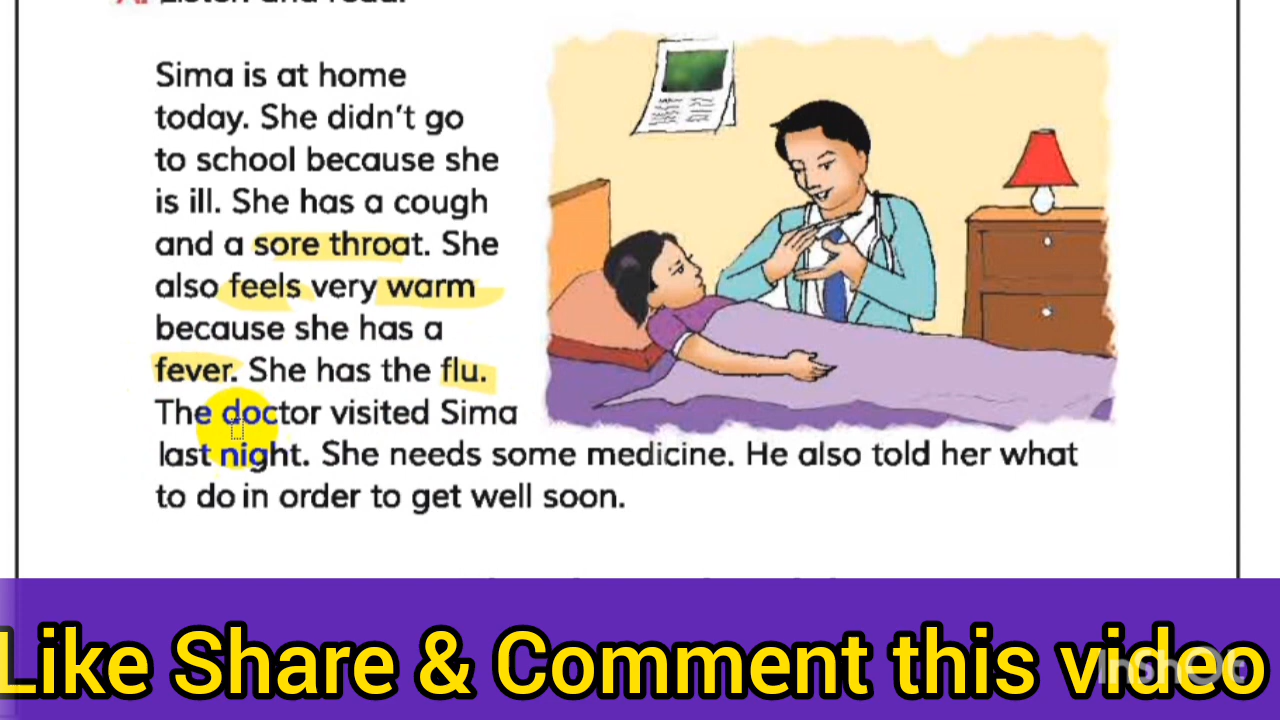 Sima is at home
today. She didn't go
to school because she
is ill. She has a cough
and a sore throat. She
also feels very warm
because she has a
fever. She has the flu.
The doctor visited Sima
last night. She needs some medicine. He also told her what
to do in order to get well soon.
Like Share & Comment this video
InShOt